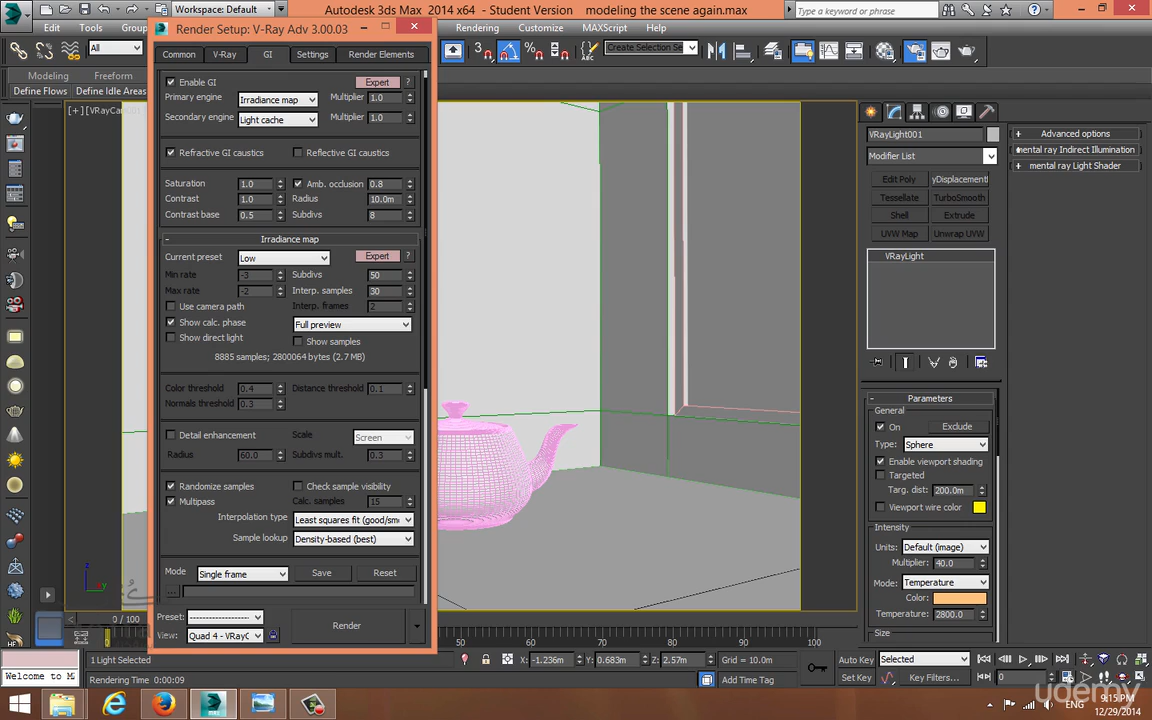 Workspace: Default
Autodesk 3ds Max 2014 x64 - Student Version modeling the scene again.max
Type a keyword or phrase
Edit Tools Group
Rendering Customize MAXScript Help
Render Setup: V-Ray Adv 3.00.03
All
Create Selection Se
Modeling Freeform
Define Flows Define Idle Areas
Common V-Ray GI Settings Render Elements
Enable GI Expert ?
Primary engine Irradiance map Multiplier 1.0
Secondary engine Light cache Multiplier 1.0
Refractive GI caustics Reflective GI caustics
Saturation 1.0 Amb. occlusion 0.8
Contrast 1.0 Radius 10.0m
Contrast base 0.5 Subdivs 8
- Irradiance map
Current preset Low Expert ?
Min rate -3 Subdivs 50
Max rate -2 Interp. samples 30
Use camera path Interp. frames 2
Show calc. phase Full preview
Show direct light Show samples
8885 samples; 2800064 bytes (2.7 MB)
Color threshold 0.4 Distance threshold 0.1
Normals threshold 0.3
Detail enhancement Scale Screen
Radius 60.0 Subdivs mult. 0.3
Randomize samples Check sample visibility
Multipass Calc. samples 15
Interpolation type Least squares fit (good/smo
Sample lookup Density-based (best)
Mode Single frame Save Reset
...
Preset: --------------------
View: Quad 4 - VRayC
Render
[+] [VRayCa
VRayLight001
Modifier List
Edit Poly yDisplacement
Tessellate TurboSmooth
Shell Extrude
UVW Map Unwrap UVW
VRayLight
+ Advanced options
mental ray Indirect Illumination
+ mental ray Light Shader
- Parameters
General
On Exclude
Type: Sphere
Enable viewport shading
Targeted
Targ. dist: 200.0m
Viewport wire color
Intensity
Units: Default (image)
Multiplier: 40.0
Mode: Temperature
Color:
Temperature: 2800.0
Size
z y
0 / 100
50 60 70 80 90 100
1 Light Selected X: -1.236m Y: 0.683m Z: 2.57m Grid = 10.0m Auto Key Selected
Welcome to M Rendering Time 0:00:09 Add Time Tag Set Key Key Filters... 0
udemy
ENG 9:15 PM
12/29/2014